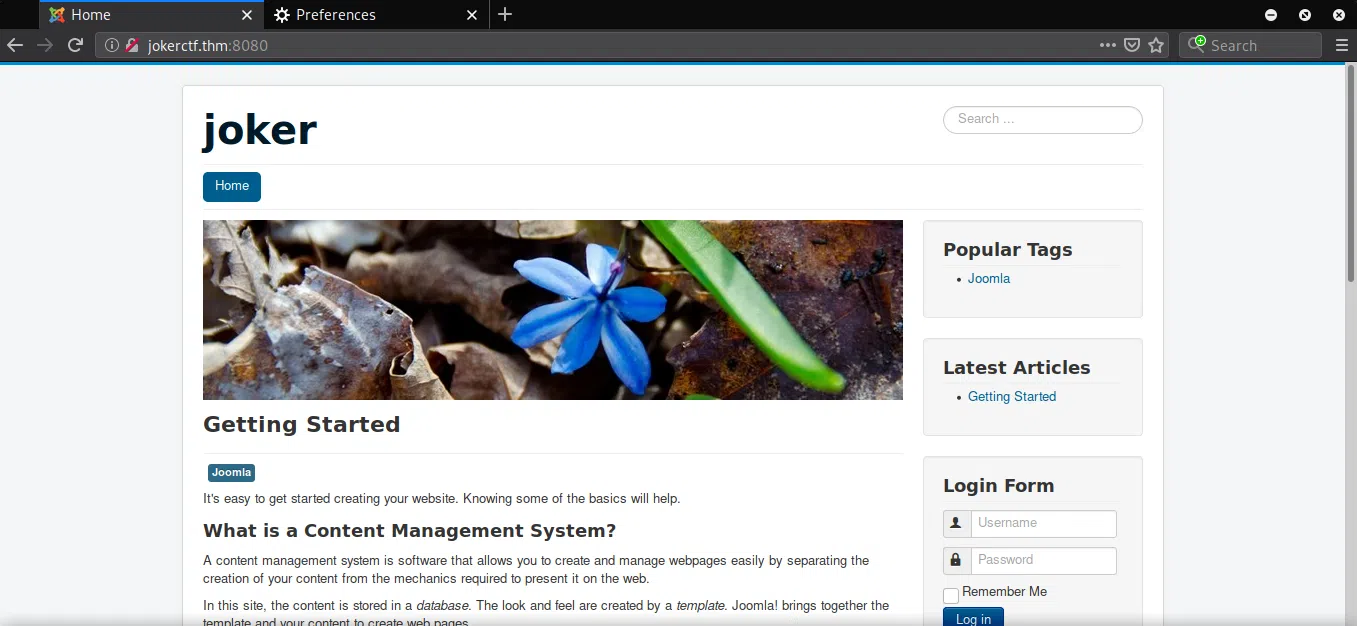 Home
Preferences
jokerctf.thm:8080
Search
joker
Search ...
Home
Popular Tags
Joomla
Latest Articles
Getting Started
Getting Started
Joomla
It's easy to get started creating your website. Knowing some of the basics will help.
What is a Content Management System?
A content management system is software that allows you to create and manage webpages easily by separating the
creation of your content from the mechanics required to present it on the web.
In this site, the content is stored in a database. The look and feel are created by a template. Joomla! brings together the
template and your content to create web pages.
Login Form
Username
Password
Remember Me
Log in